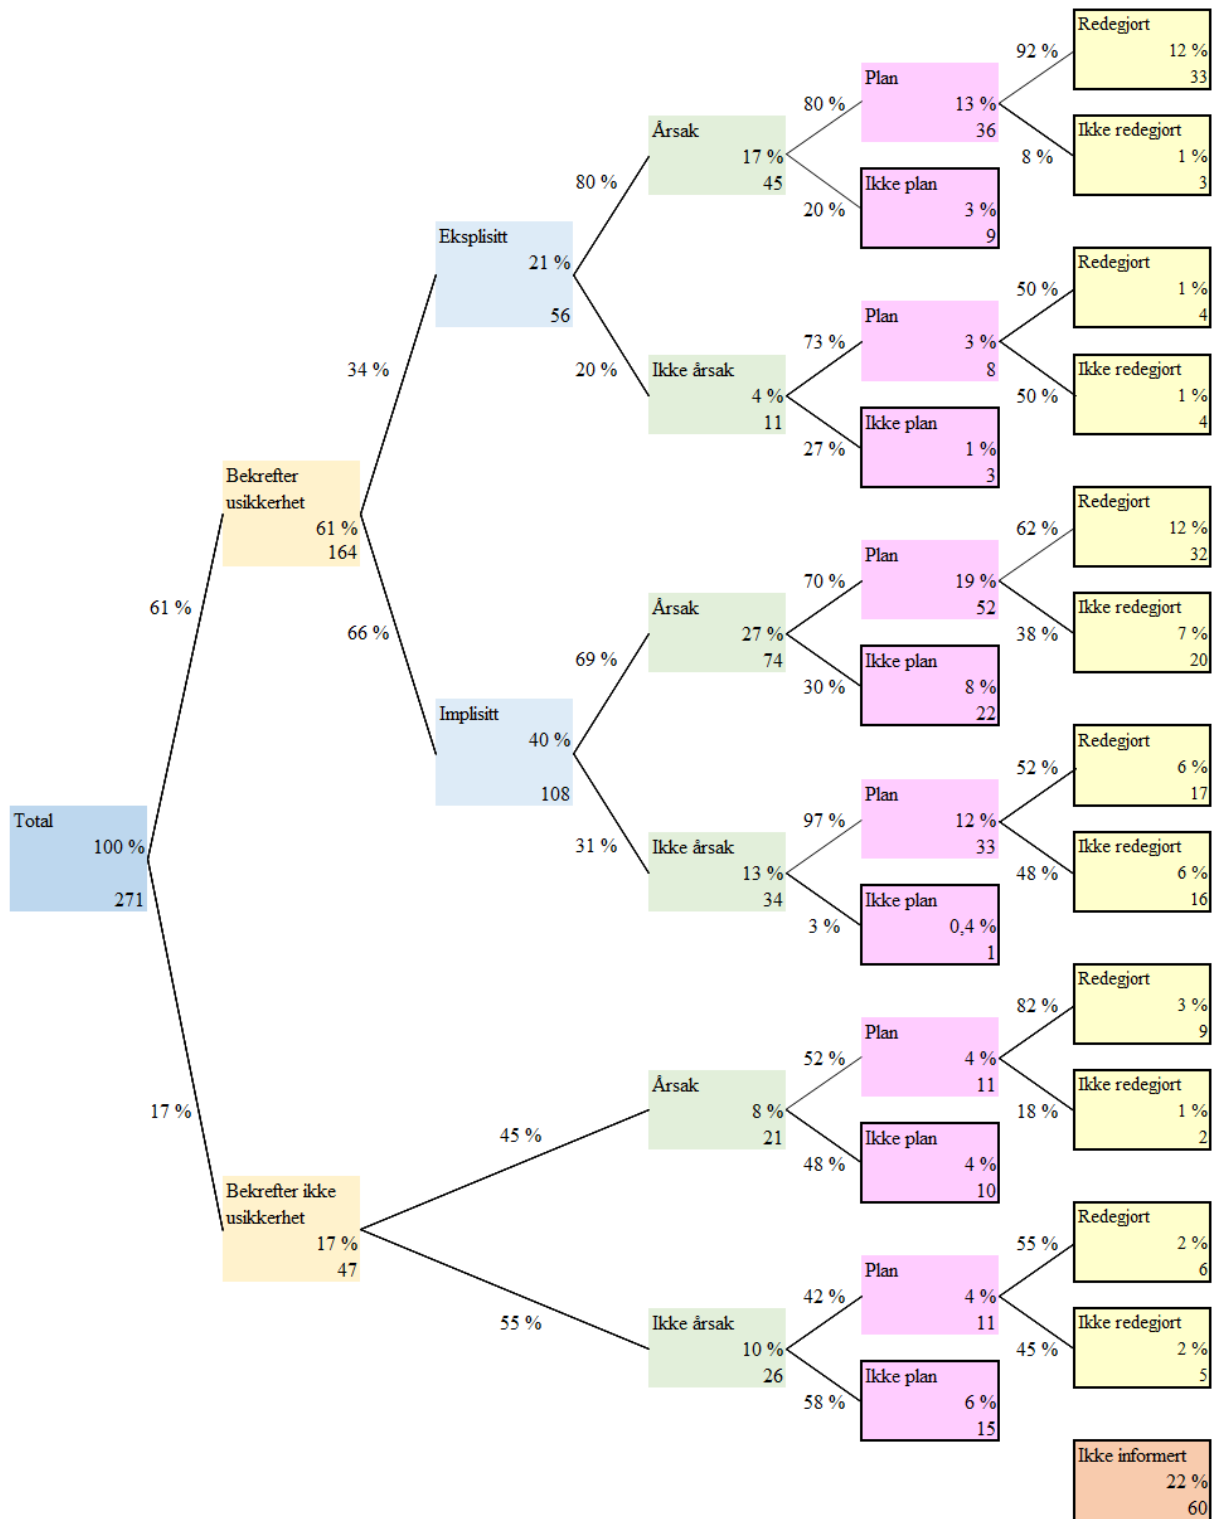 Redegjort
92 %
12 %
33
Plan
80 %
13 %
36
Ikke redegjort
8 %
1 %
3
Årsak
17 %
45
80 %
Ikke plan
20 %
3 %
9
Eksplisitt
21 %
56
Redegjort
50 %
1 %
4
Plan
73 %
3 %
8
34 %
20 %
Ikke årsak
4 %
11
Ikke redegjort
50 %
1 %
4
Ikke plan
27 %
1 %
3
Bekrefter
usikkerhet
61 %
164
Redegjort
62 %
12 %
32
Plan
70 %
19 %
52
61 %
66 %
Årsak
27 %
74
69 %
Ikke redegjort
38 %
7 %
20
Ikke plan
30 %
8 %
22
Implisitt
40 %
108
Redegjort
52 %
6 %
17
Plan
97 %
12 %
33
Total
100 %
271
31 %
Ikke årsak
13 %
34
Ikke redegjort
48 %
6 %
16
Ikke plan
3 %
0,4 %
1
Redegjort
82 %
3 %
9
Plan
52 %
4 %
11
Årsak
8 %
21
17 %
45 %
Ikke redegjort
18 %
1 %
2
Ikke plan
48 %
4 %
10
Bekrefter ikke
usikkerhet
17 %
47
Redegjort
55 %
2 %
6
Plan
42 %
4 %
11
55 %
Ikke årsak
10 %
26
Ikke redegjort
45 %
2 %
5
Ikke plan
58 %
6 %
15
Ikke informert
22 %
60